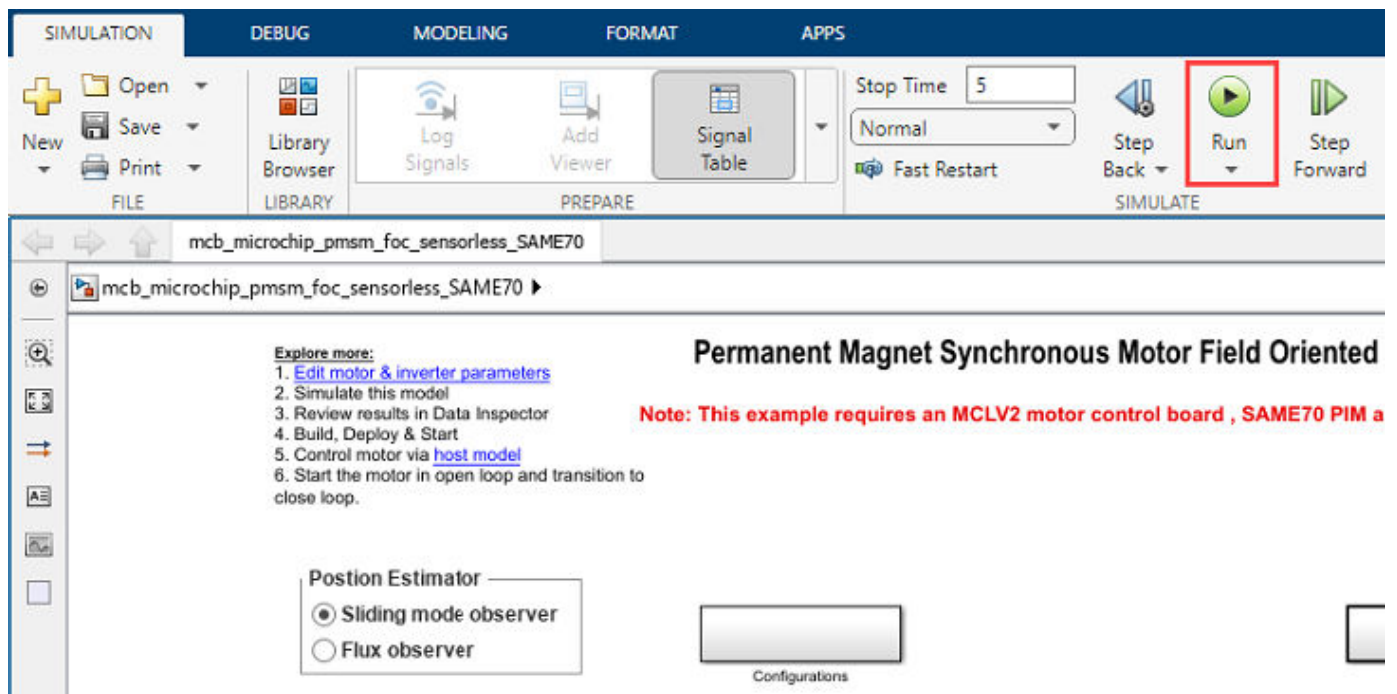 SIMULATION DEBUG MODELING FORMAT APPS
New
Open
Save
Print
FILE
Library
Browser
LIBRARY
Log
Signals
Add
Viewer
Signal
Table
PREPARE
Stop Time 5
Normal
Fast Restart
Step
Back
Run
Step
Forward
SIMULATE
mcb_microchip_pmsm_foc_sensorless_SAME70
mcb_microchip_pmsm_foc_sensorless_SAME70
Explore more:
1. Edit motor & inverter parameters
2. Simulate this model
3. Review results in Data Inspector
4. Build, Deploy & Start
5. Control motor via host model
6. Start the motor in open loop and transition to
close loop.
Permanent Magnet Synchronous Motor Field Oriented
Note: This example requires an MCLV2 motor control board , SAME70 PIM a
Postion Estimator
Sliding mode observer
Flux observer
Configurations